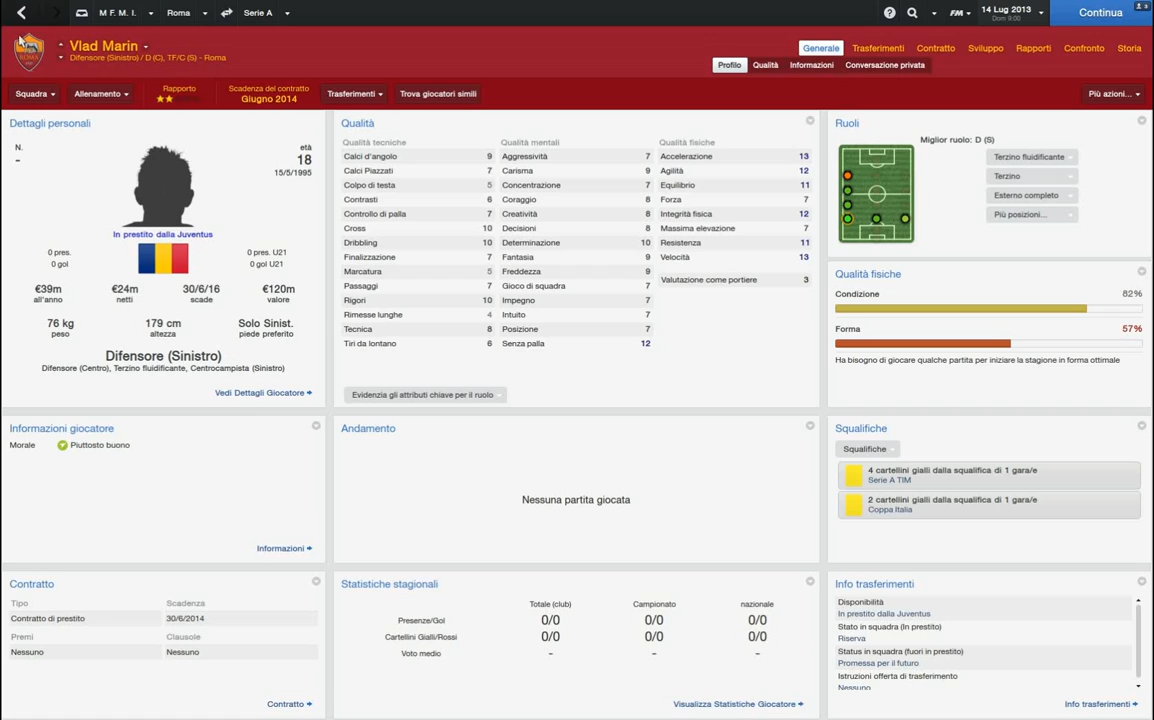 M F. M. I.
Roma
Serie A
14 Lug 2013
Dom 9:00
FM
Continua
3
ROMA
Vlad Marin
Difensore (Sinistro) / D (C), TF/C (S) - Roma
Generale
Trasferimenti
Contratto
Sviluppo
Rapporti
Confronto
Storia
Profilo
Qualità
Informazioni
Conversazione privata
Squadra
Allenamento
Rapporto
Scadenza del contratto
Giugno 2014
Trasferimenti
Trova giocatori simili
Più azioni...
Dettagli personali
N.
-
età
18
15/5/1995
In prestito dalla Juventus
0 pres.
0 gol
0 pres. U21
0 gol U21
€39m
all'anno
€24m
netti
30/6/16
scade
€120m
valore
76 kg
peso
179 cm
altezza
Solo Sinist.
piede preferito
Difensore (Sinistro)
Difensore (Centro), Terzino fluidificante, Centrocampista (Sinistro)
Vedi Dettagli Giocatore
Qualità
Qualità tecniche
Calci d'angolo 9
Calci Piazzati 7
Colpo di testa 5
Contrasti 6
Controllo di palla 7
Cross 10
Dribbling 10
Finalizzazione 7
Marcatura 5
Passaggi 7
Rigori 10
Rimesse lunghe 4
Tecnica 8
Tiri da lontano 6
Qualità mentali
Aggressività 7
Carisma 9
Concentrazione 7
Coraggio 8
Creatività 8
Decisioni 8
Determinazione 10
Fantasia 9
Freddezza 9
Gioco di squadra 7
Impegno 7
Intuito 7
Posizione 7
Senza palla 12
Qualità fisiche
Accelerazione 13
Agilità 12
Equilibrio 11
Forza 7
Integrità fisica 12
Massima elevazione 7
Resistenza 11
Velocità 13
Valutazione come portiere 3
Evidenzia gli attributi chiave per il ruolo
Ruoli
Miglior ruolo: D (S)
Terzino fluidificante
Terzino
Esterno completo
Più posizioni...
Qualità fisiche
Condizione 82%
Forma 57%
Ha bisogno di giocare qualche partita per iniziare la stagione in forma ottimale
Informazioni giocatore
Morale Piuttosto buono
Informazioni
Andamento
Nessuna partita giocata
Squalifiche
Squalifiche
4 cartellini gialli dalla squalifica di 1 gara/e
Serie A TIM
2 cartellini gialli dalla squalifica di 1 gara/e
Coppa Italia
Contratto
Tipo Scadenza
Contratto di prestito 30/6/2014
Premi Clausole
Nessuno Nessuno
Contratto
Statistiche stagionali
Totale (club) Campionato nazionale
Presenze/Gol 0/0 0/0 0/0
Cartellini Gialli/Rossi 0/0 0/0 0/0
Voto medio - - -
Visualizza Statistiche Giocatore
Info trasferimenti
Disponibilità
In prestito dalla Juventus
Stato in squadra (In prestito)
Riserva
Status in squadra (fuori in prestito)
Promessa per il futuro
Istruzioni offerta di trasferimento
Nessuno
Info trasferimenti